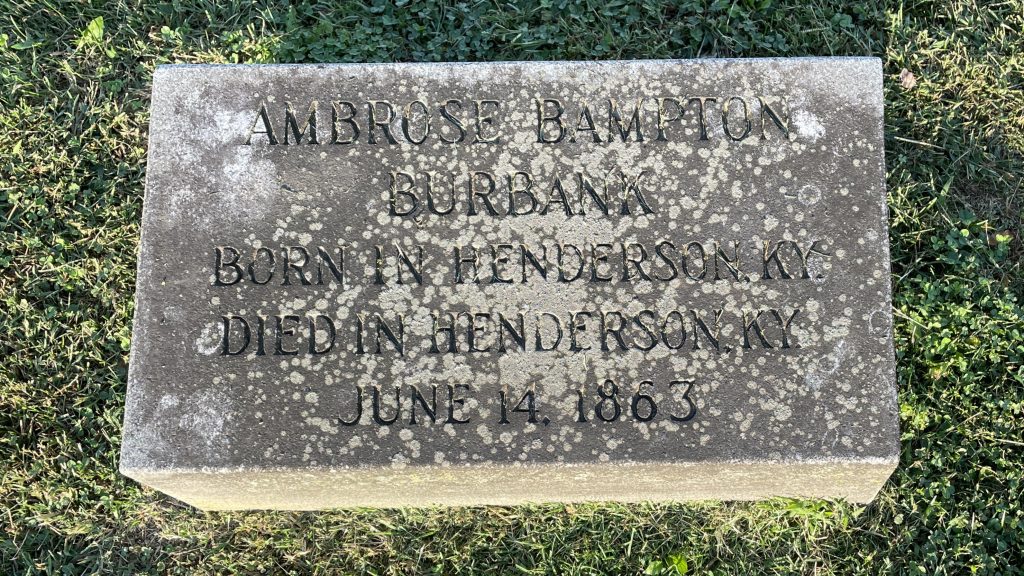 AMBROSE BAMPTON
BURBANK
BORN IN HENDERSON, KY.
DIED IN HENDERSON, KY
JUNE 14, 1863